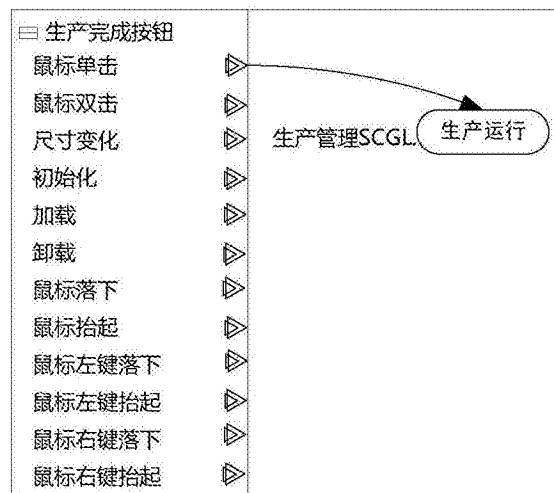 生产完成按钮
鼠标单击
鼠标双击
尺寸变化
生产管理SCGL.
生产运行
初始化
加载
卸载
鼠标落下
鼠标抬起
鼠标左键落下
鼠标左键抬起
鼠标右键落下
鼠标右键抬起